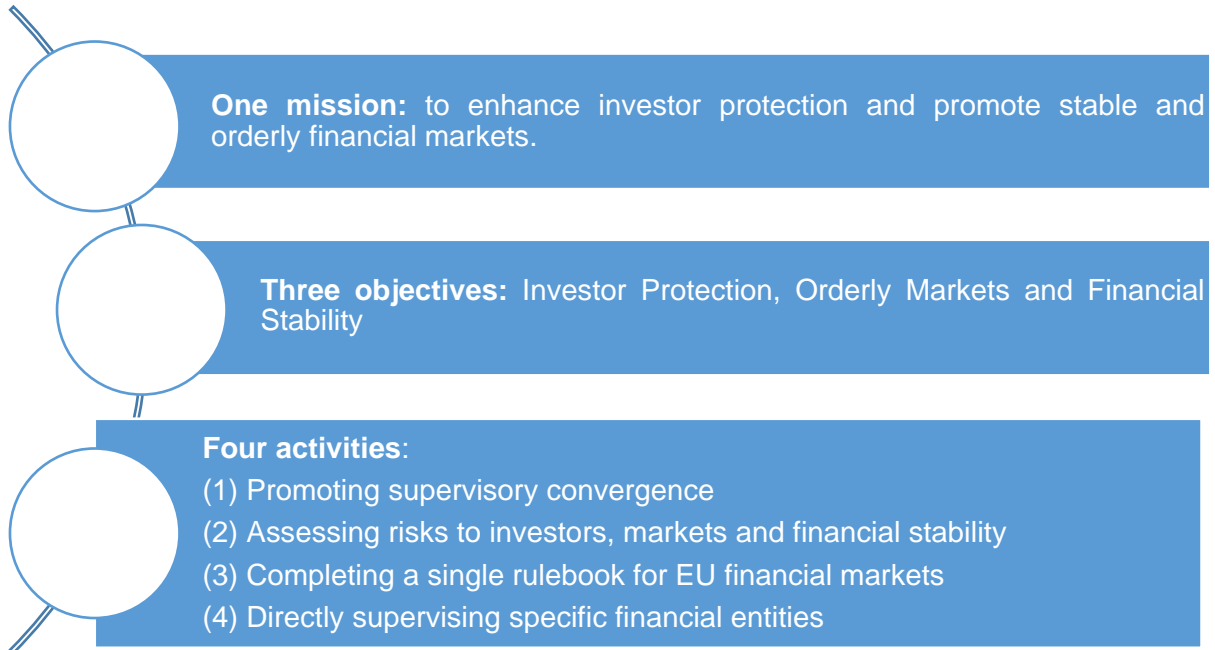 One mission: to enhance investor protection and promote stable and
orderly financial markets.
Three objectives: Investor Protection, Orderly Markets and Financial
Stability
Four activities:
(1) Promoting supervisory convergence
(2) Assessing risks to investors, markets and financial stability
(3) Completing a single rulebook for EU financial markets
(4) Directly supervising specific financial entities